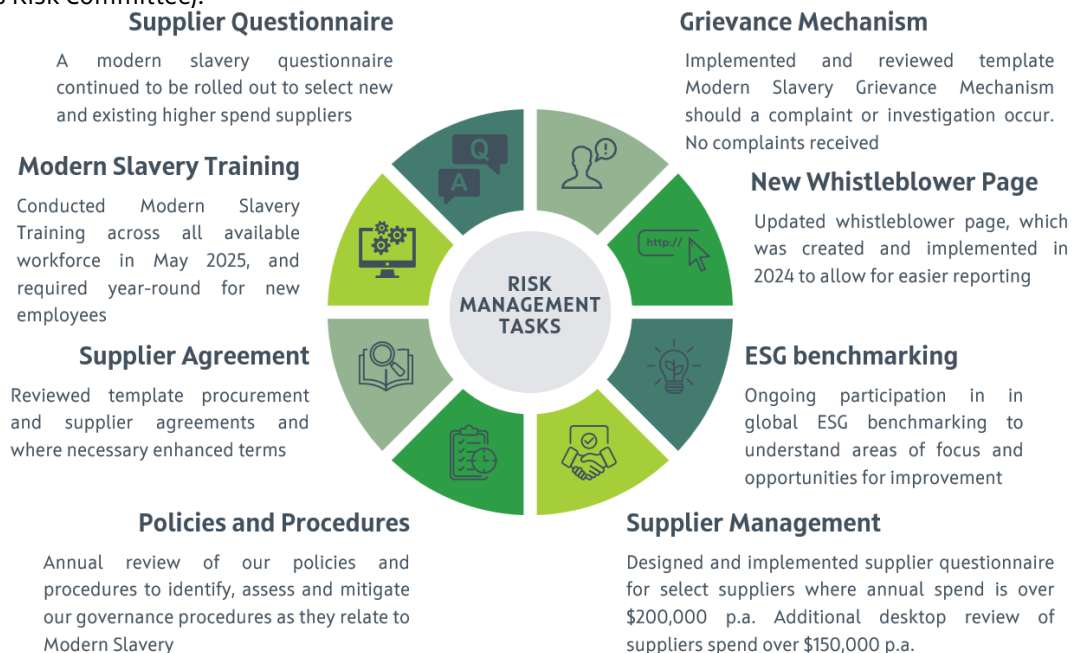 s Risk Committee).
Supplier Questionnaire
A modern slavery questionnaire
continued to be rolled out to select new
and existing higher spend suppliers
Modern Slavery Training
Conducted Modern Slavery
Training across all available
workforce in May 2025, and
required year-round for new
employees
Supplier Agreement
Reviewed template procurement
and supplier agreements and
where necessary enhanced terms
Policies and Procedures
Annual review of our policies and
procedures to identify, assess and mitigate
our governance procedures as they relate to
Modern Slavery
Q
A
http://
RISK
MANAGEMENT
TASKS
Grievance Mechanism
Implemented and reviewed template
Modern Slavery Grievance Mechanism
should a complaint or investigation occur.
No complaints received
New Whistleblower Page
Updated whistleblower page, which
was created and implemented in
2024 to allow for easier reporting
ESG benchmarking
Ongoing participation in in
global ESG benchmarking to
understand areas of focus and
opportunities for improvement
Supplier Management
Designed and implemented supplier questionnaire
for select suppliers where annual spend is over
$200,000 p.a. Additional desktop review of
suppliers spend over $150,000 p.a.